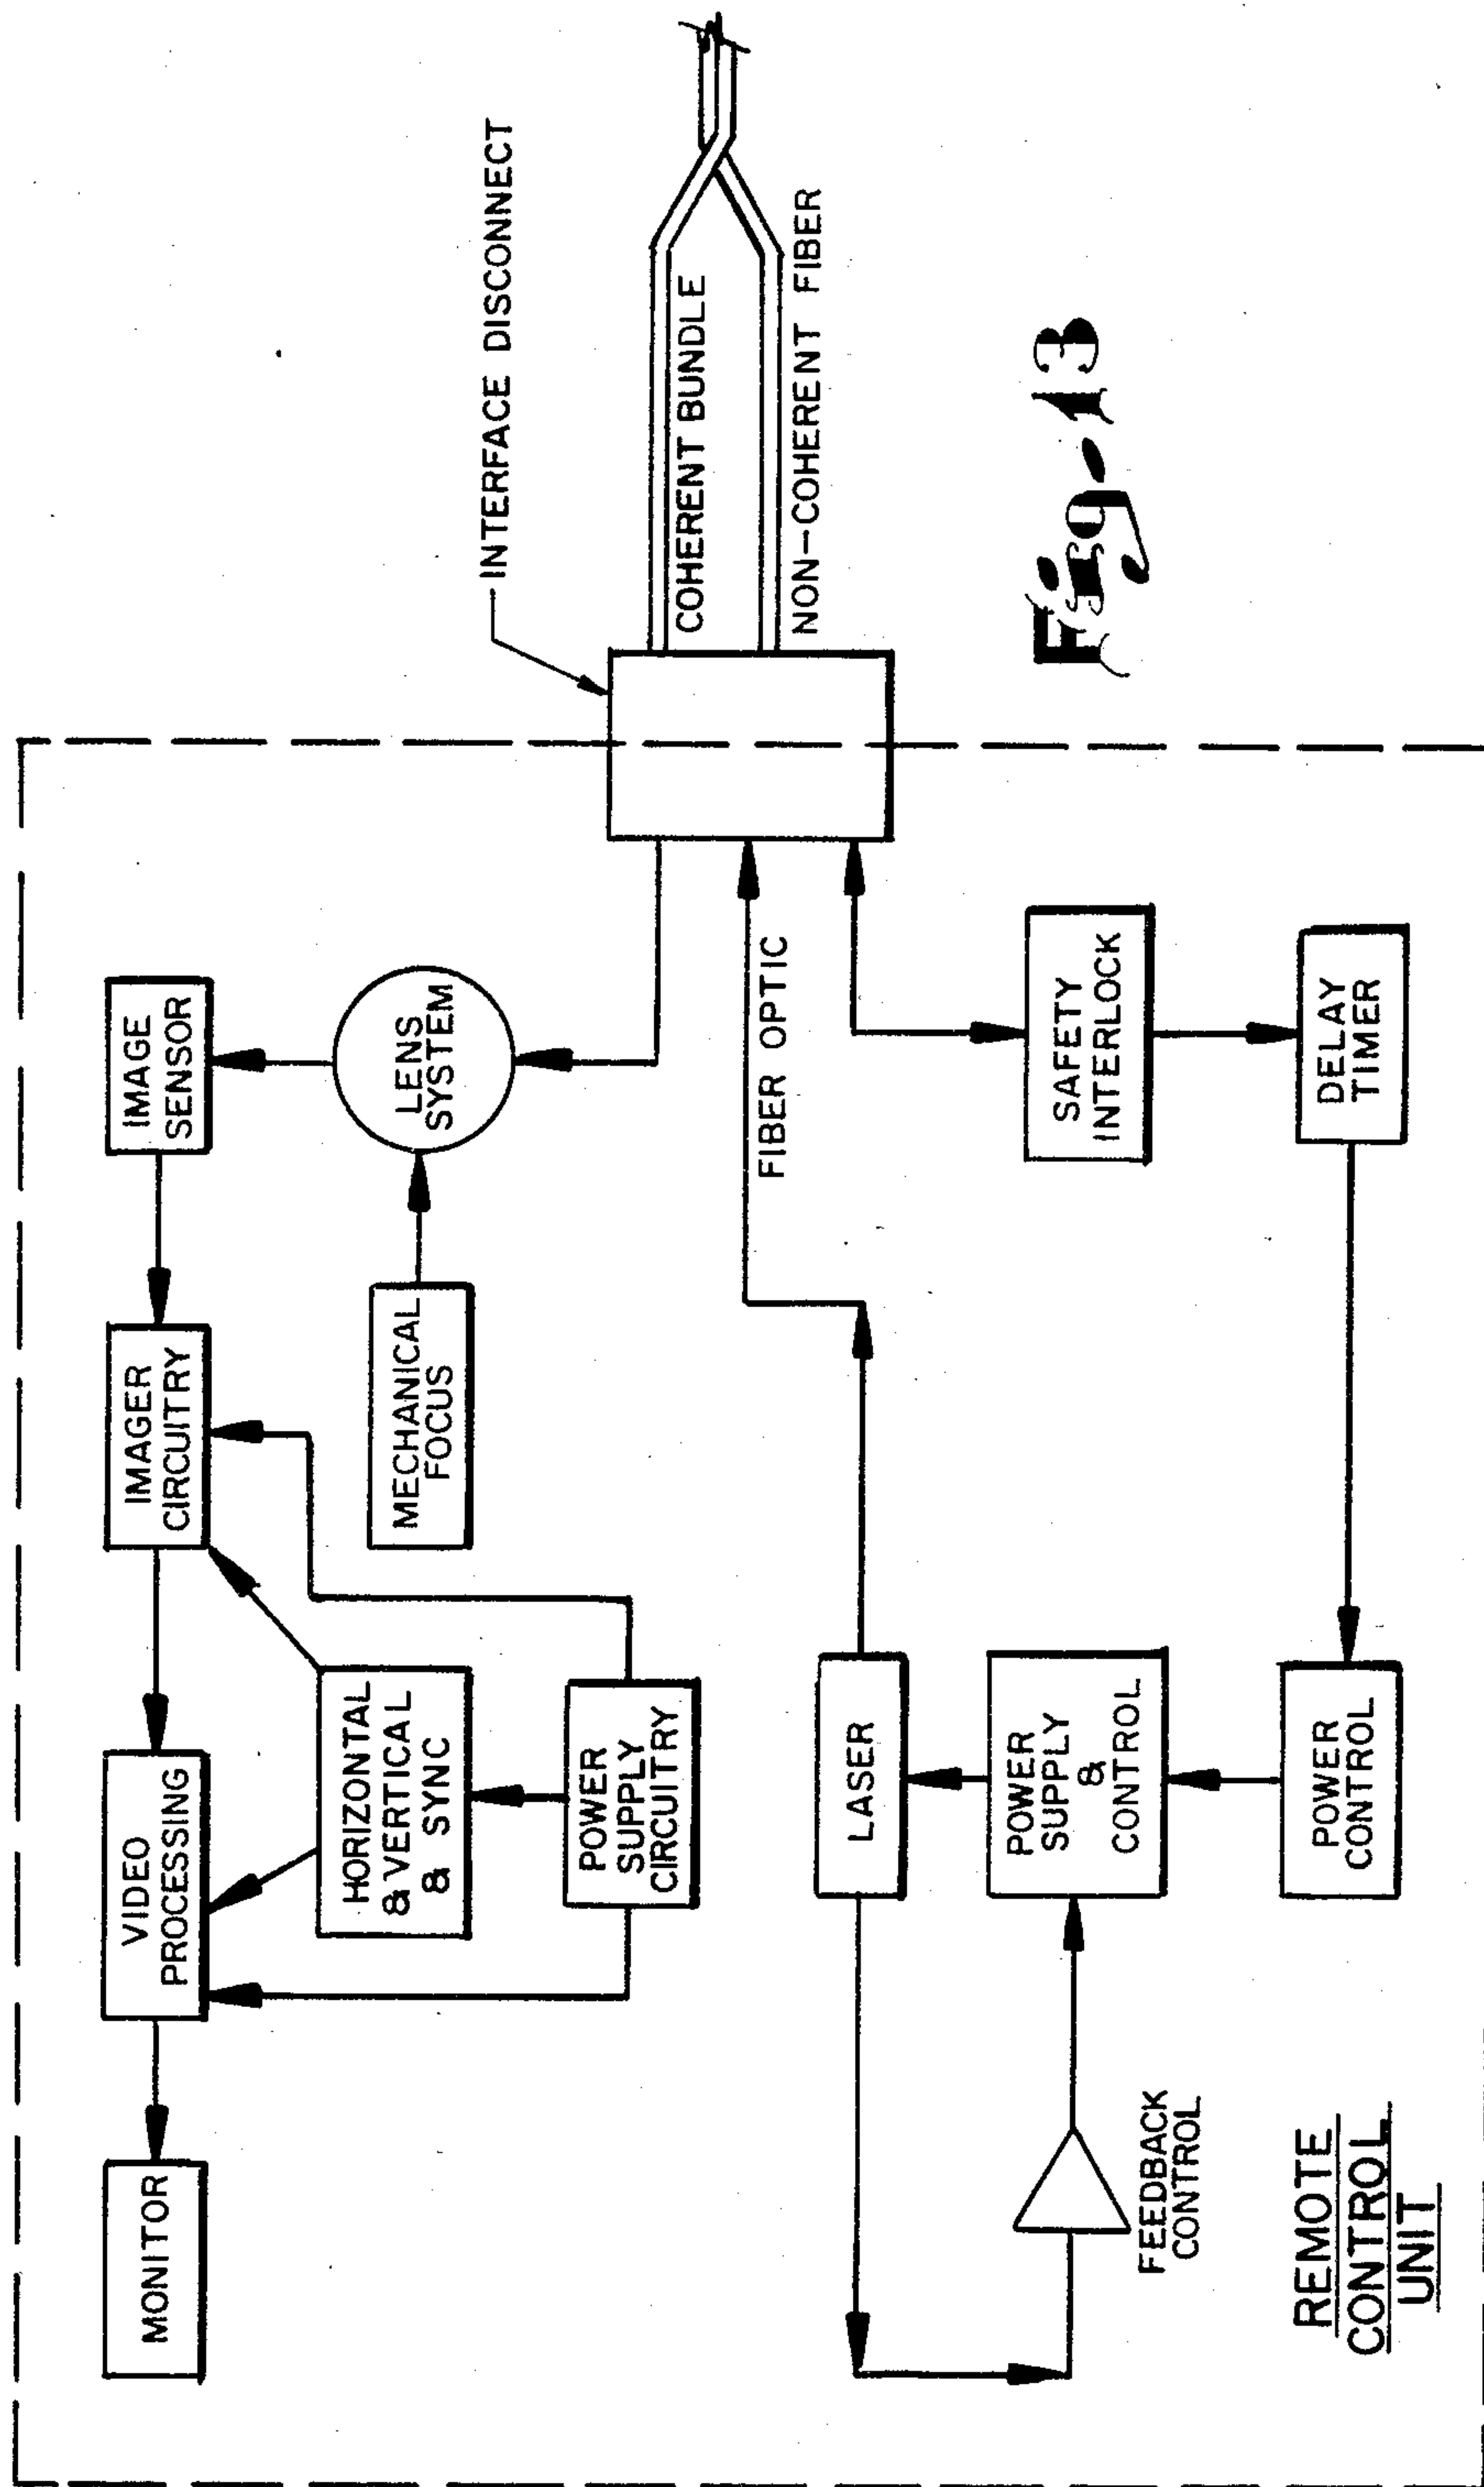 INTERFACE DISCONNECT
COHERENT BUNDLE
NON-COHERENT FIBER
Fig-13
IMAGE
SENSOR
LENS
SYSTEM
IMAGER
CIRCUITRY
MECHANICAL
FOCUS
VIDEO
PROCESSING
HORIZONTAL
& VERTICAL
& SYNC
POWER
SUPPLY
CIRCUITRY
MONITOR
FIBER OPTIC
SAFETY
INTERLOCK
DELAY
TIMER
LASER
POWER
SUPPLY
&
CONTROL
POWER
CONTROL
FEEDBACK
CONTROL
REMOTE
CONTROL
UNIT